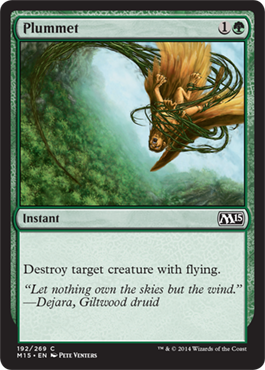 Plummet 1
Instant M15
Destroy target creature with flying.
“Let nothing own the skies but the wind.”
—Dejara, Giltwood druid
192/269 C
M15 • EN PETE VENTERS ™ & © 2014 Wizards of the Coast